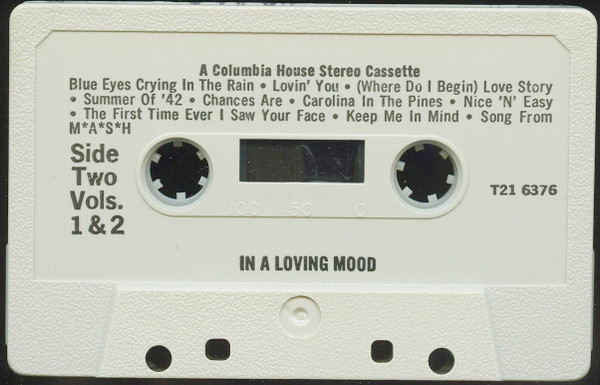 A Columbia House Stereo Cassette
Blue Eyes Crying In The Rain • Lovin' You • (Where Do I Begin) Love Story
• Summer Of '42 • Chances Are • Carolina In The Pines • Nice 'N' Easy
• The First Time Ever I Saw Your Face • Keep Me In Mind • Song From
M*A*S*H
Side
Two
Vols.
1 & 2
T21 6376
100 50 0
IN A LOVING MOOD